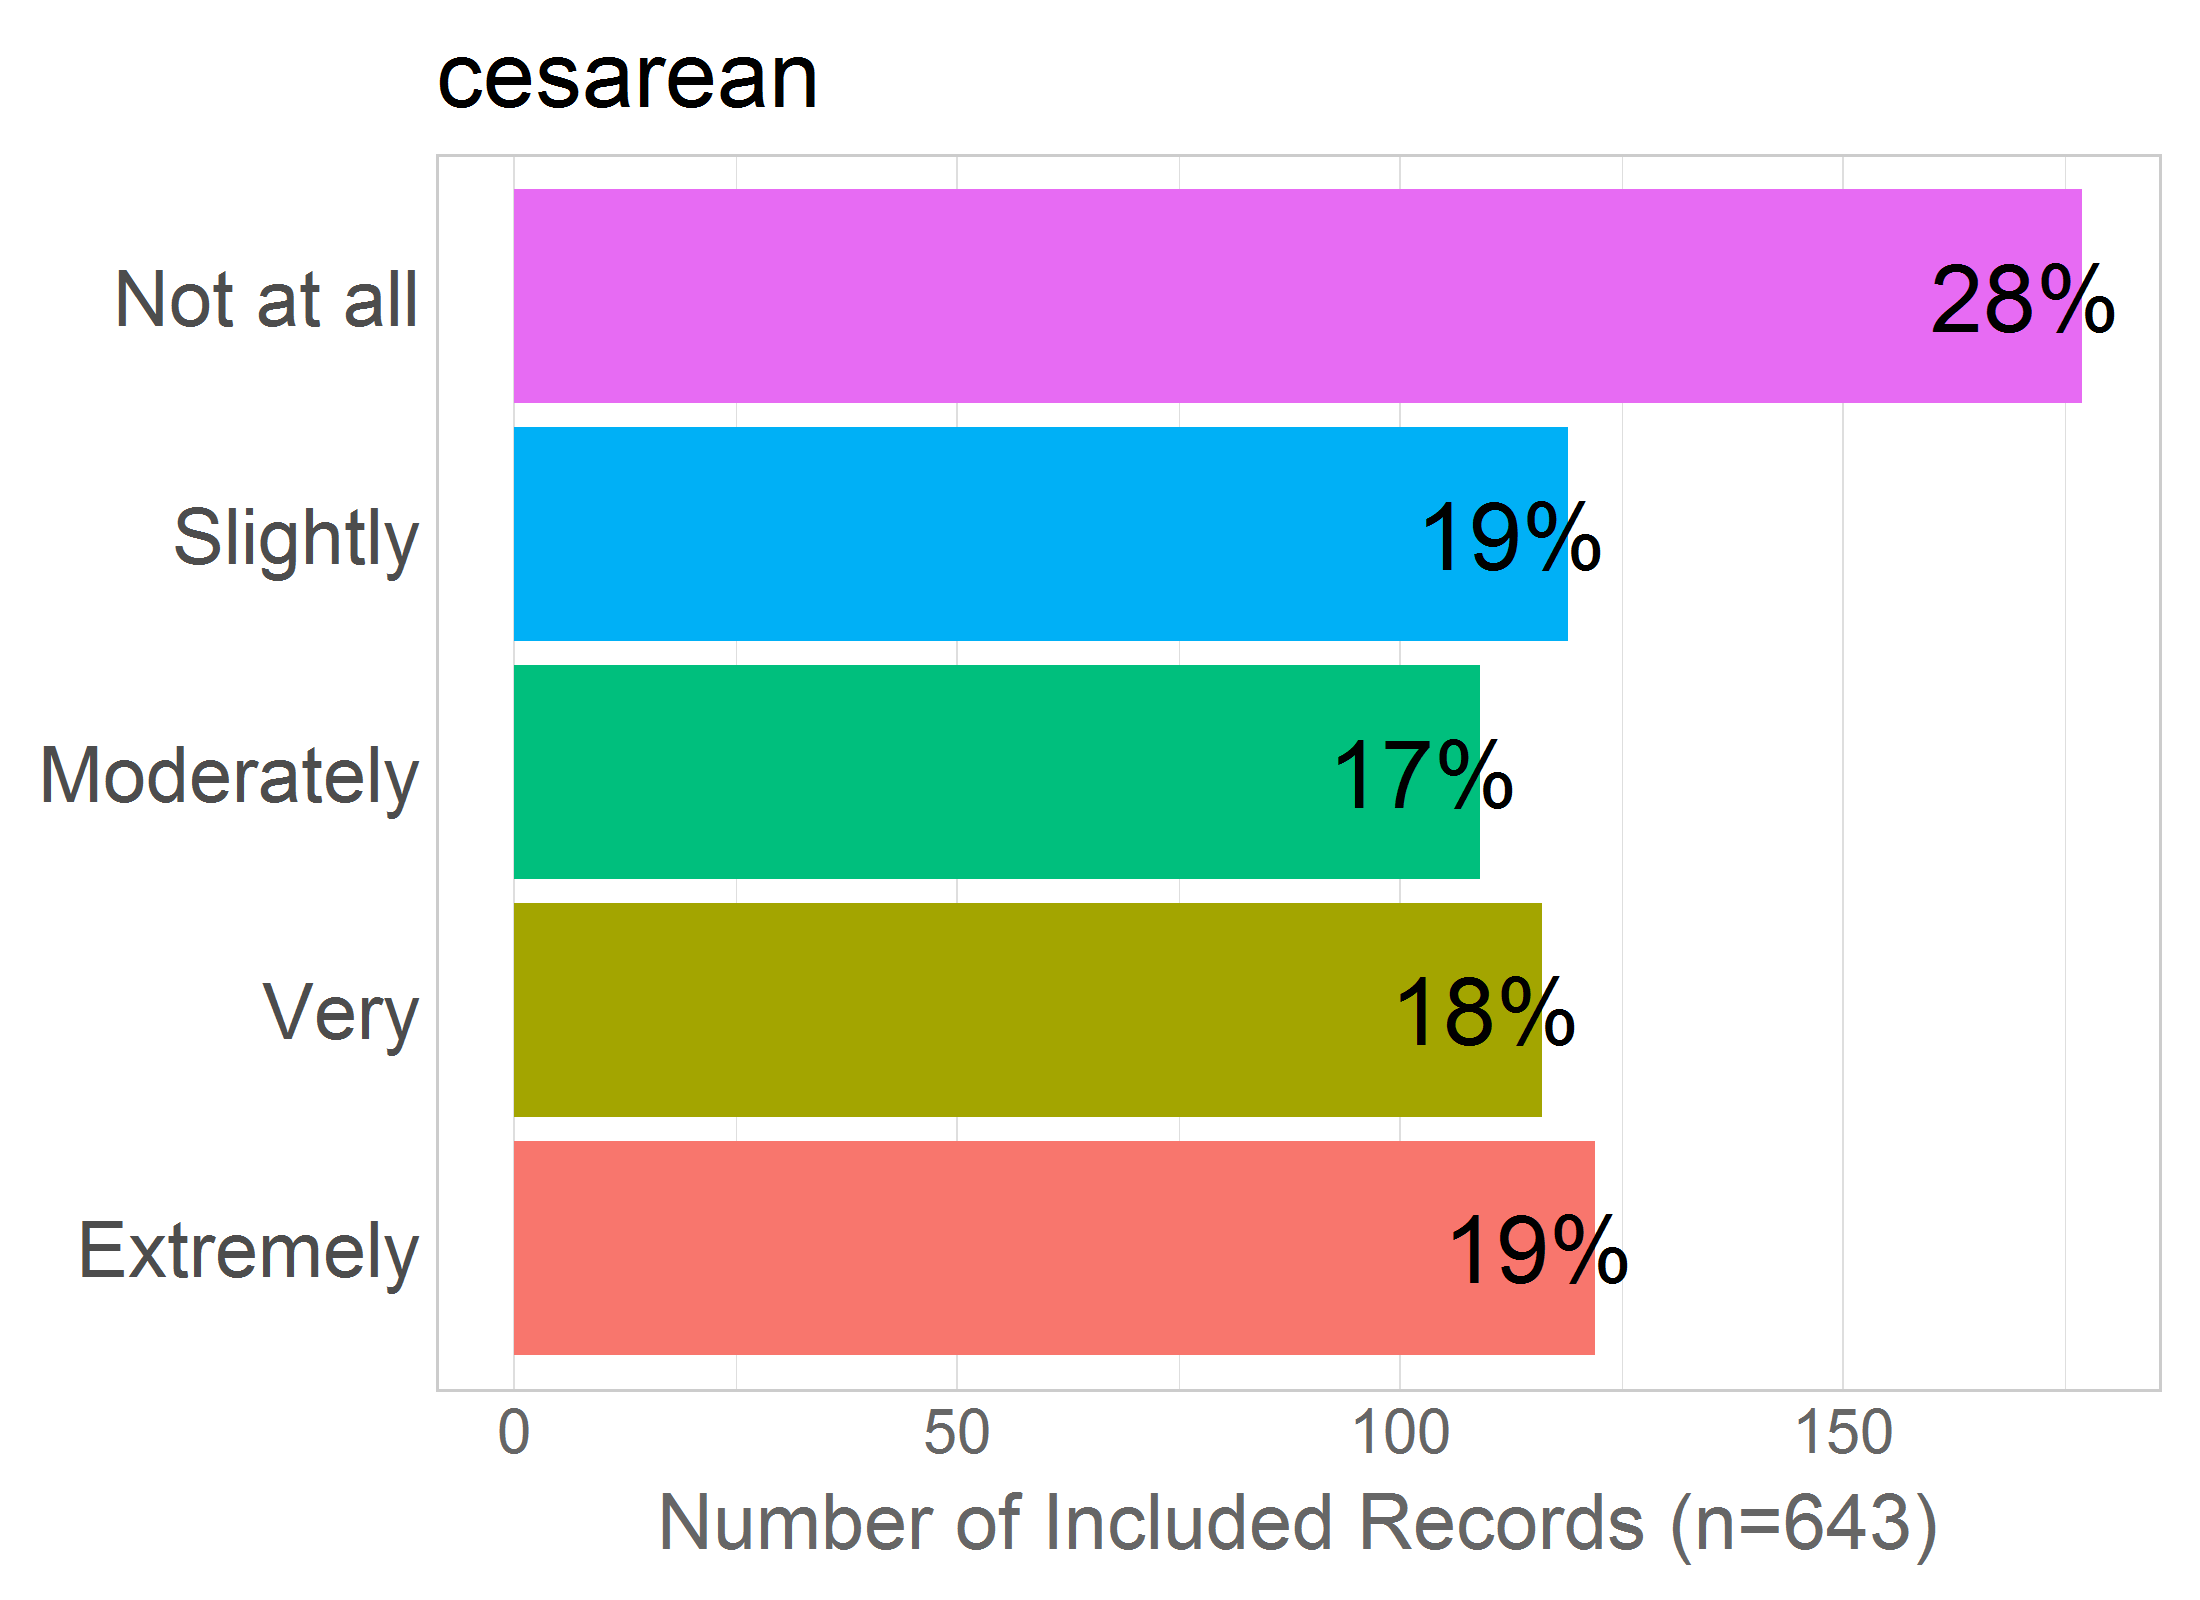 cesarean
Not at all
28%
Slightly
19%
Moderately
17%
Very
18%
Extremely
19%
0 50 100 150
Number of Included Records (n=643)